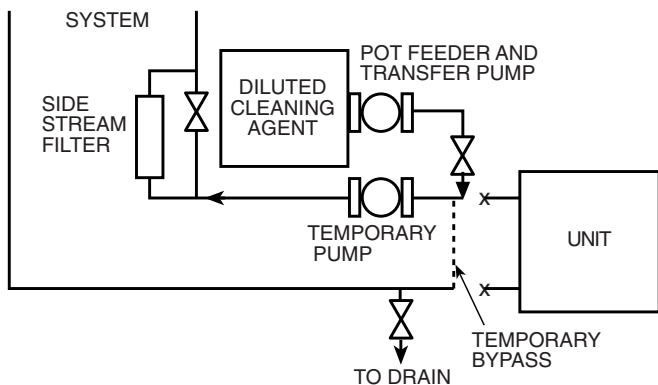 SYSTEM
POT FEEDER AND
TRANSFER PUMP
DILUTED
CLEANING
AGENT
SIDE
STREAM
FILTER
TEMPORARY
PUMP
X
X
UNIT
TEMPORARY
BYPASS
TO DRAIN